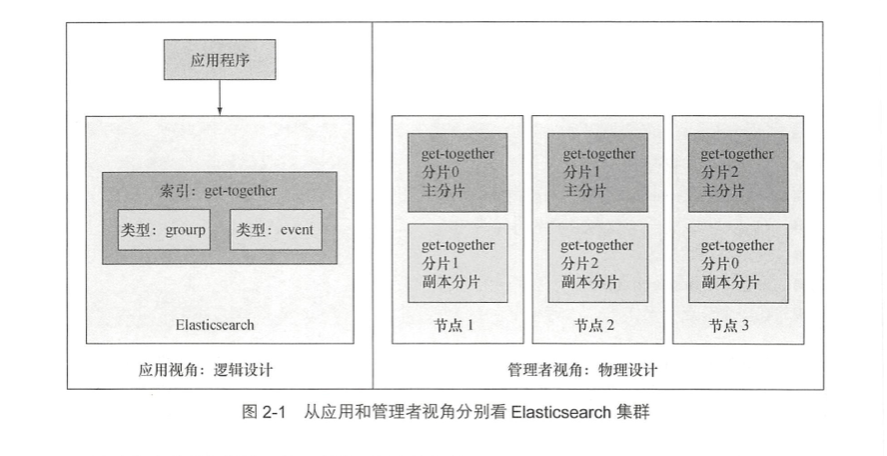 应用程序
索引：get-together
类型：grourp
类型：event
Elasticsearch
应用视角：逻辑设计
get-together
分片0
主分片
get-together
分片1
副本分片
节点 1
get-together
分片1
主分片
get-together
分片2
副本分片
节点 2
get-together
分片2
主分片
get-together
分片0
副本分片
节点 3
管理者视角：物理设计
图 2-1 从应用和管理者视角分别看 Elasticsearch 集群